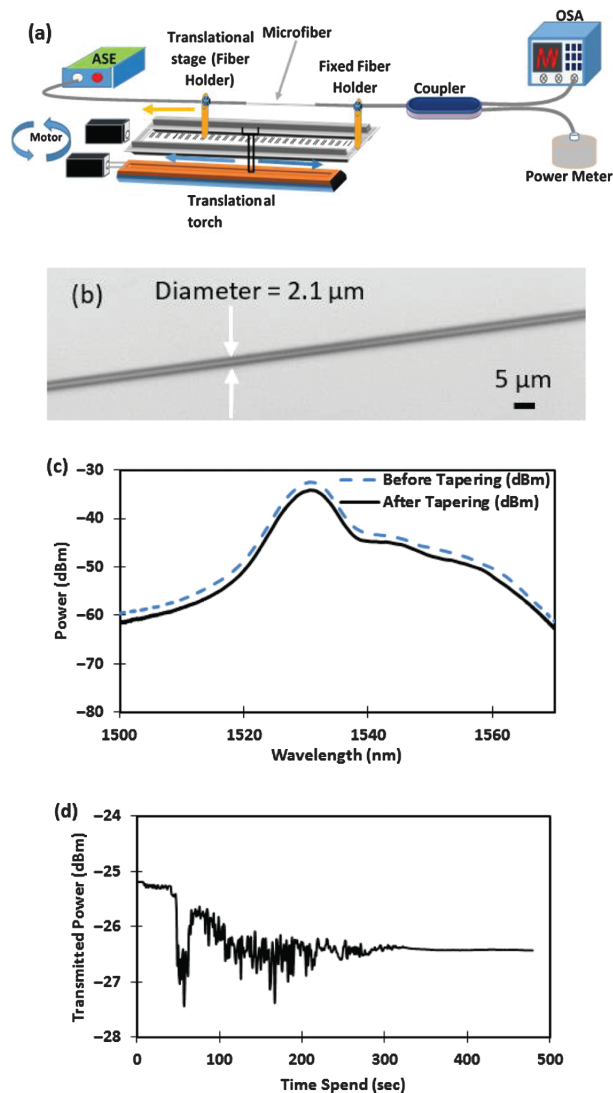 (a)
ASE
Translational
stage (Fiber
Holder)
Microfiber
Fixed Fiber
Holder
Coupler
OSA
Motor
Translational
torch
Power Meter
(b)
Diameter = 2.1 μm
5 μm
(c)
Before Tapering (dBm)
After Tapering (dBm)
Power (dBm)
−30
−40
−50
−60
−70
−80
1500
1520
1540
1560
Wavelength (nm)
(d)
Transmitted Power (dBm)
−24
−25
−26
−27
−28
0
100
200
300
400
500
Time Spend (sec)